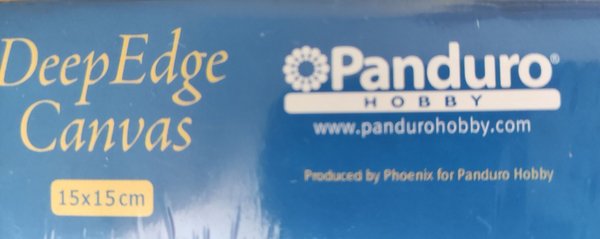 DeepEdge
Canvas
15x15cm
Panduro®
HOBBY
www.pandurohobby.com
Produced by Phoenix for Panduro Hobby